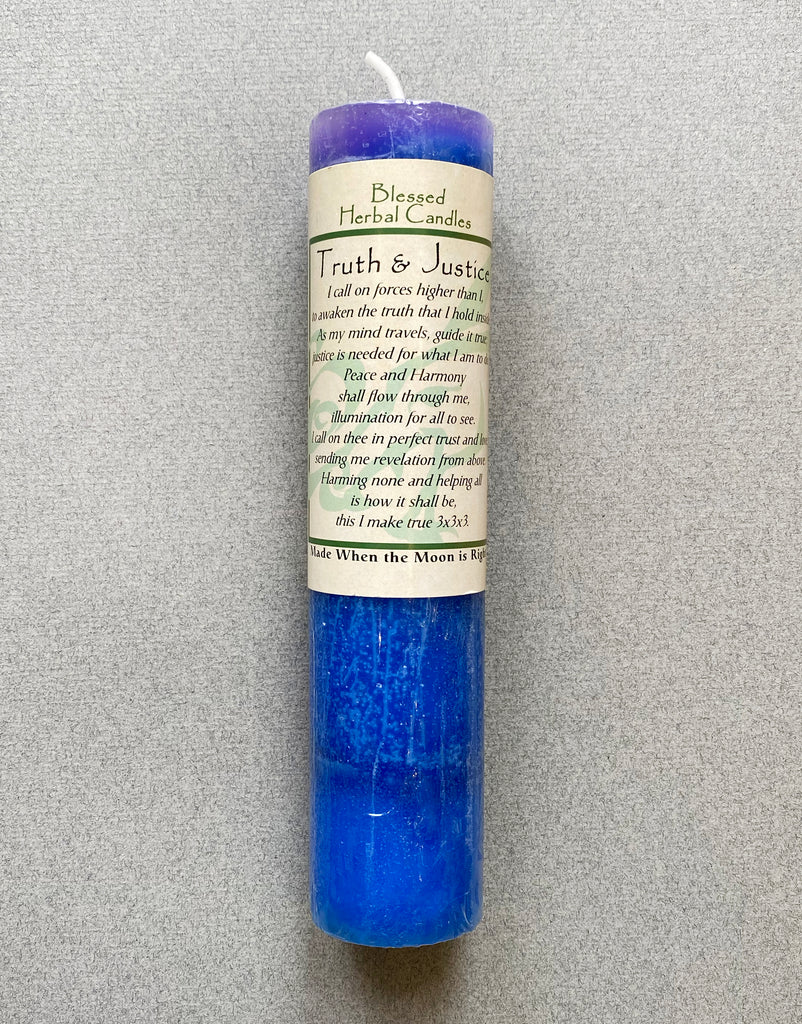 Blessed
Herbal Candles
Truth & Justice
I call on forces higher than I,
to awaken the truth that I hold
As my mind travels, guide it true
justice is needed for what I am to
Peace and Harmony
shall flow through me,
illumination for all to see.
I call on thee in perfect trust and love
sending me revelation from above.
Harming none and helping all
is how it shall be,
this I make true 3x3x3.
Made When the Moon is